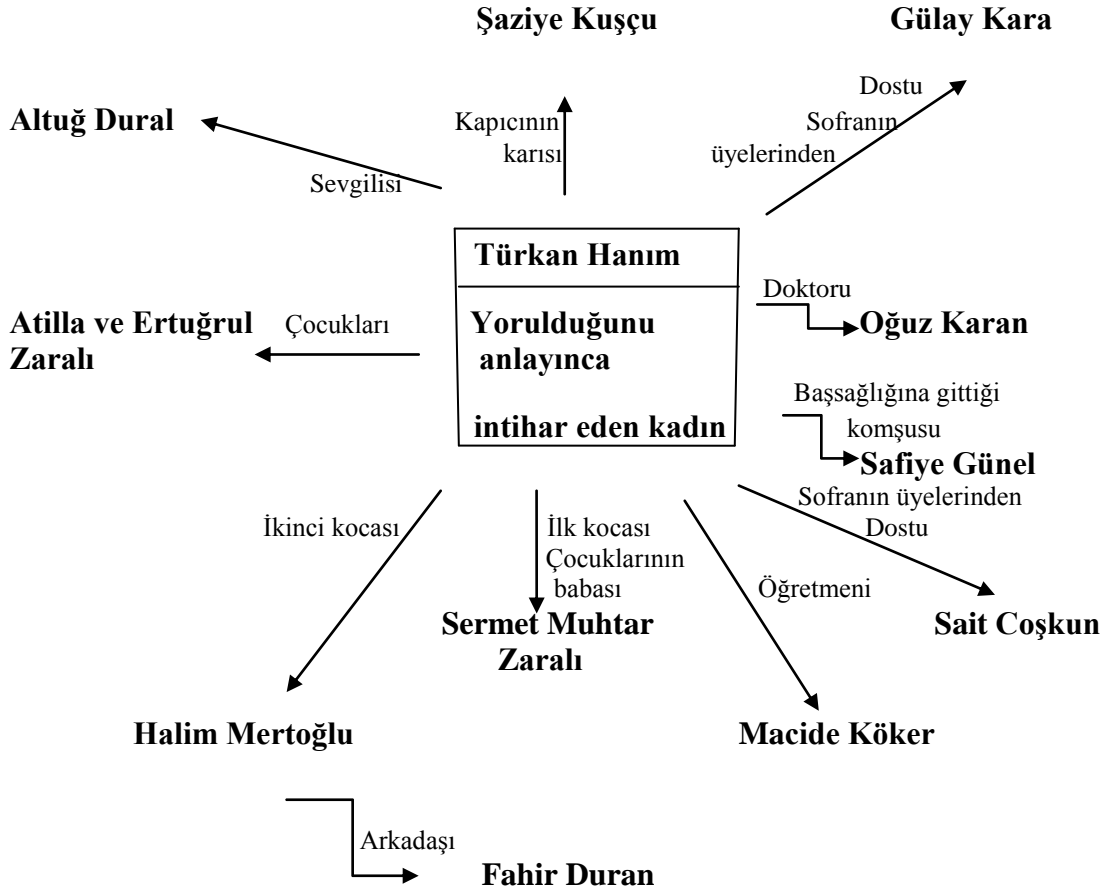 Şaziye Kuşçu
Gülay Kara
Altuğ Dural
Sevgilisi
Kapıcının
karısı
Dostu
Sofranın
üyelerinden
Türkan Hanım
Yorulduğunu
anlayınca
intihar eden kadın
Atilla ve Ertuğrul
Zaralı
Çocukları
Doktoru
Oğuz Karan
Başsağlığına gittiği
komşusu
Safiye Günel
Sofranın üyelerinden
Dostu
Sait Coşkun
İkinci kocası
İlk kocası
Çocuklarının
babası
Sermet Muhtar
Zaralı
Öğretmeni
Macide Köker
Halim Mertoğlu
Arkadaşı
Fahir Duran